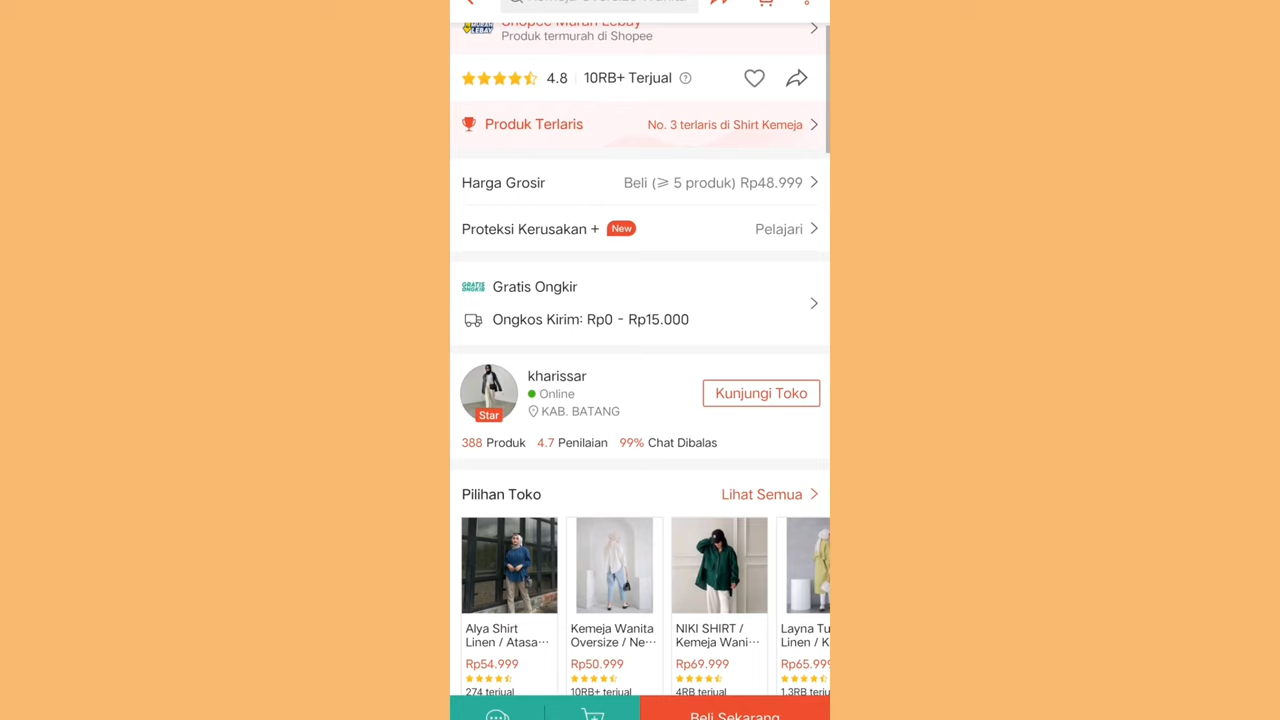 Kemeja Oversize Wanita
Shopee Murah Lebay
Produk termurah di Shopee
4.8
10RB+ Terjual
Produk Terlaris
No. 3 terlaris di Shirt Kemeja
Harga Grosir
Beli (≥ 5 produk) Rp48.999
Proteksi Kerusakan +
New
Pelajari
GRATIS ONGKIR
Gratis Ongkir
Ongkos Kirim: Rp0 - Rp15.000
kharissar
Online
KAB. BATANG
Star
Kunjungi Toko
388 Produk
4.7 Penilaian
99% Chat Dibalas
Pilihan Toko
Lihat Semua
Alya Shirt
Linen / Atasa...
Rp54.999
274 terjual
Kemeja Wanita
Oversize / Ne...
Rp50.999
10RB+ terjual
NIKI SHIRT /
Kemeja Wani...
Rp69.999
4RB terjual
Layna Tu
Linen / K
Rp65.999
1,3RB terju
Beli Sekarang